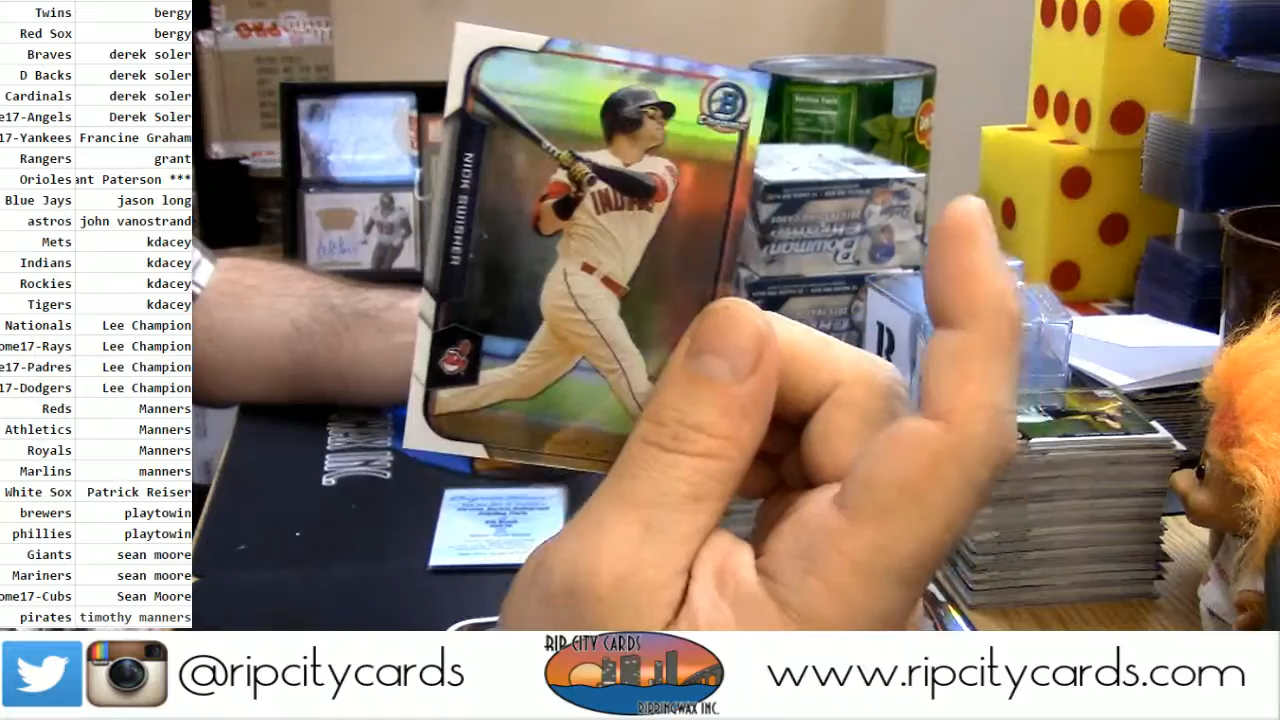 Twins bergy
Red Sox bergy
Braves derek soler
D Backs derek soler
Cardinals derek soler
e17-Angels Derek Soler
17-Yankees Francine Graham
Rangers grant
Orioles ant Paterson ***
Blue Jays jason long
astros john vanostrand
Mets kdacey
Indians kdacey
Rockies kdacey
Tigers kdacey
Nationals Lee Champion
ome17-Rays Lee Champion
e17-Padres Lee Champion
17-Dodgers Lee Champion
Reds Manners
Athletics Manners
Royals Manners
Marlins manners
White Sox Patrick Reiser
brewers playtowin
phillies playtowin
Giants sean moore
Mariners sean moore
ome17-Cubs Sean Moore
pirates timothy manners
B
NICK SWISHER
INDIANS
Bowman
Chrome
R
@ripcitycards
RIP CITY CARDS
RIPPINGWAX INC.
www.ripcitycards.com